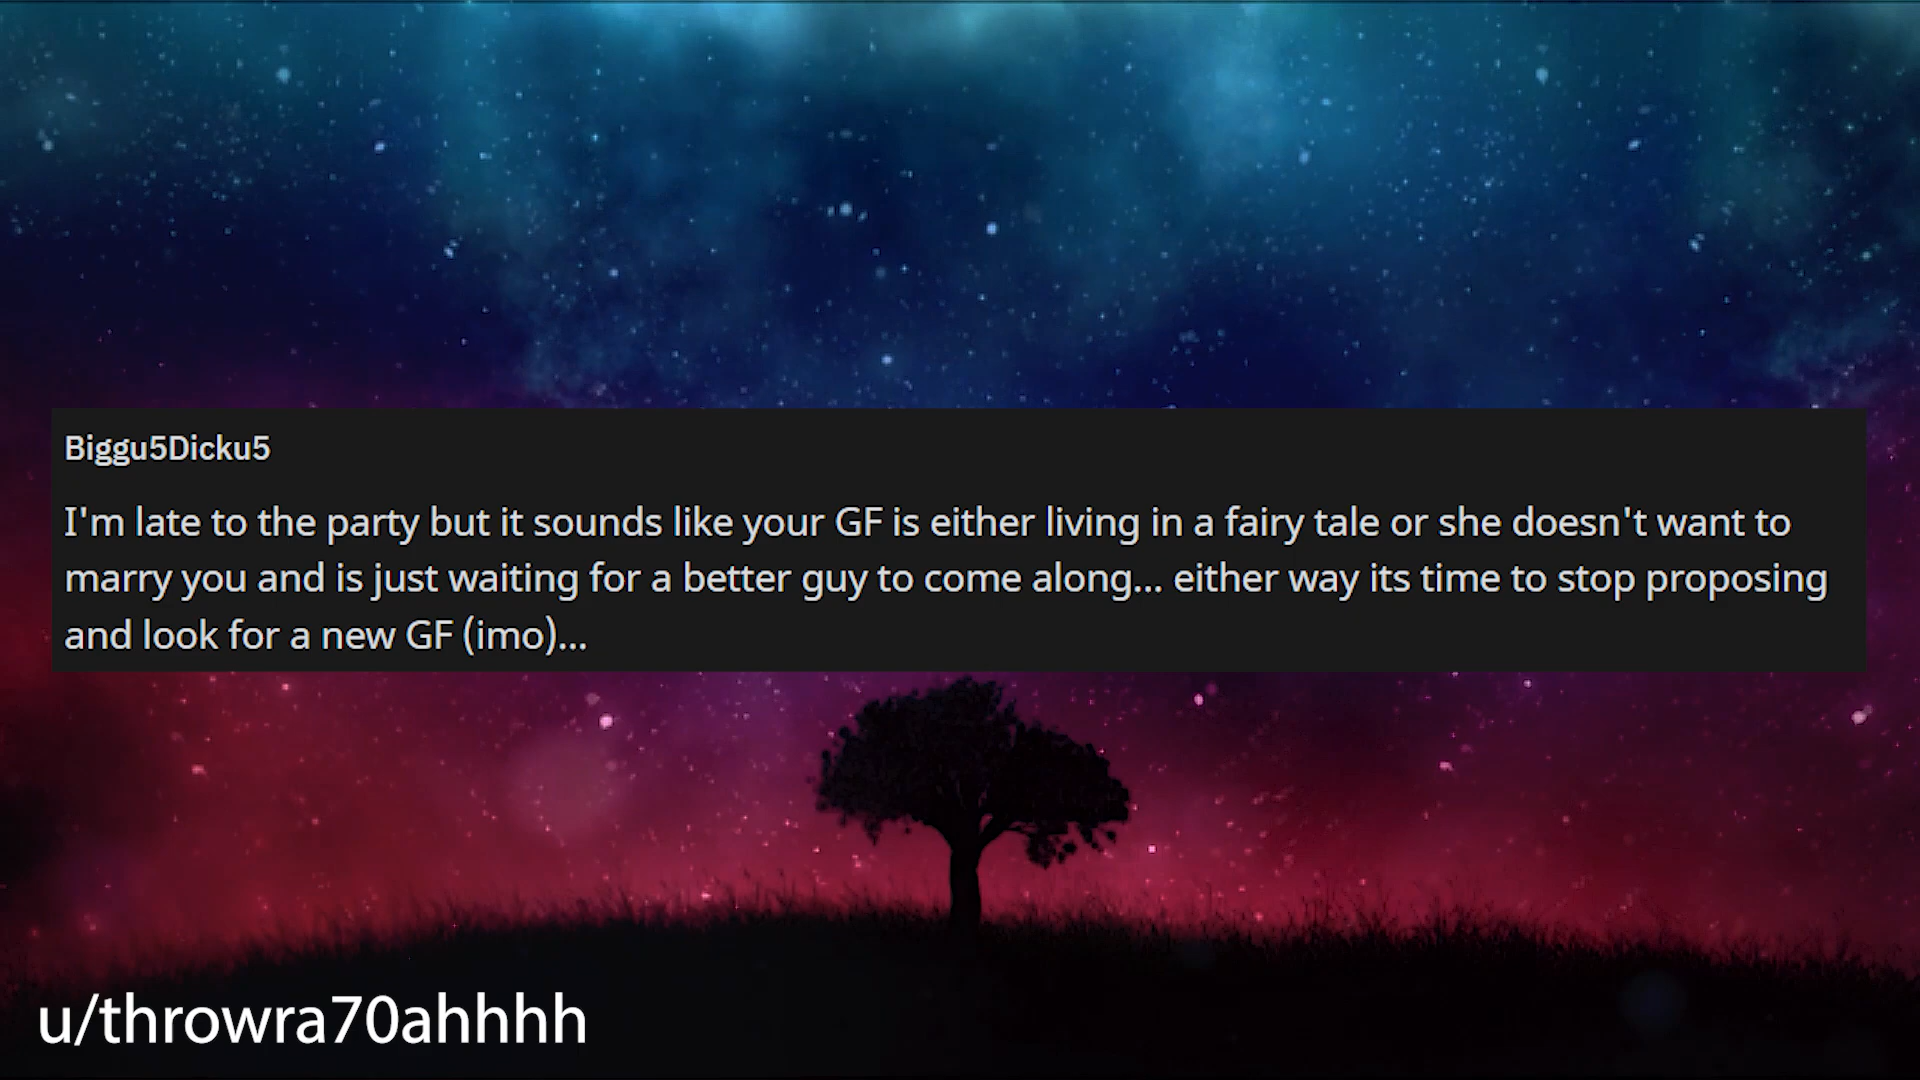 Biggu5Dicku5
I'm late to the party but it sounds like your GF is either living in a fairy tale or she doesn't want to
marry you and is just waiting for a better guy to come along... either way its time to stop proposing
and look for a new GF (imo)...
u/throwra70ahhhh